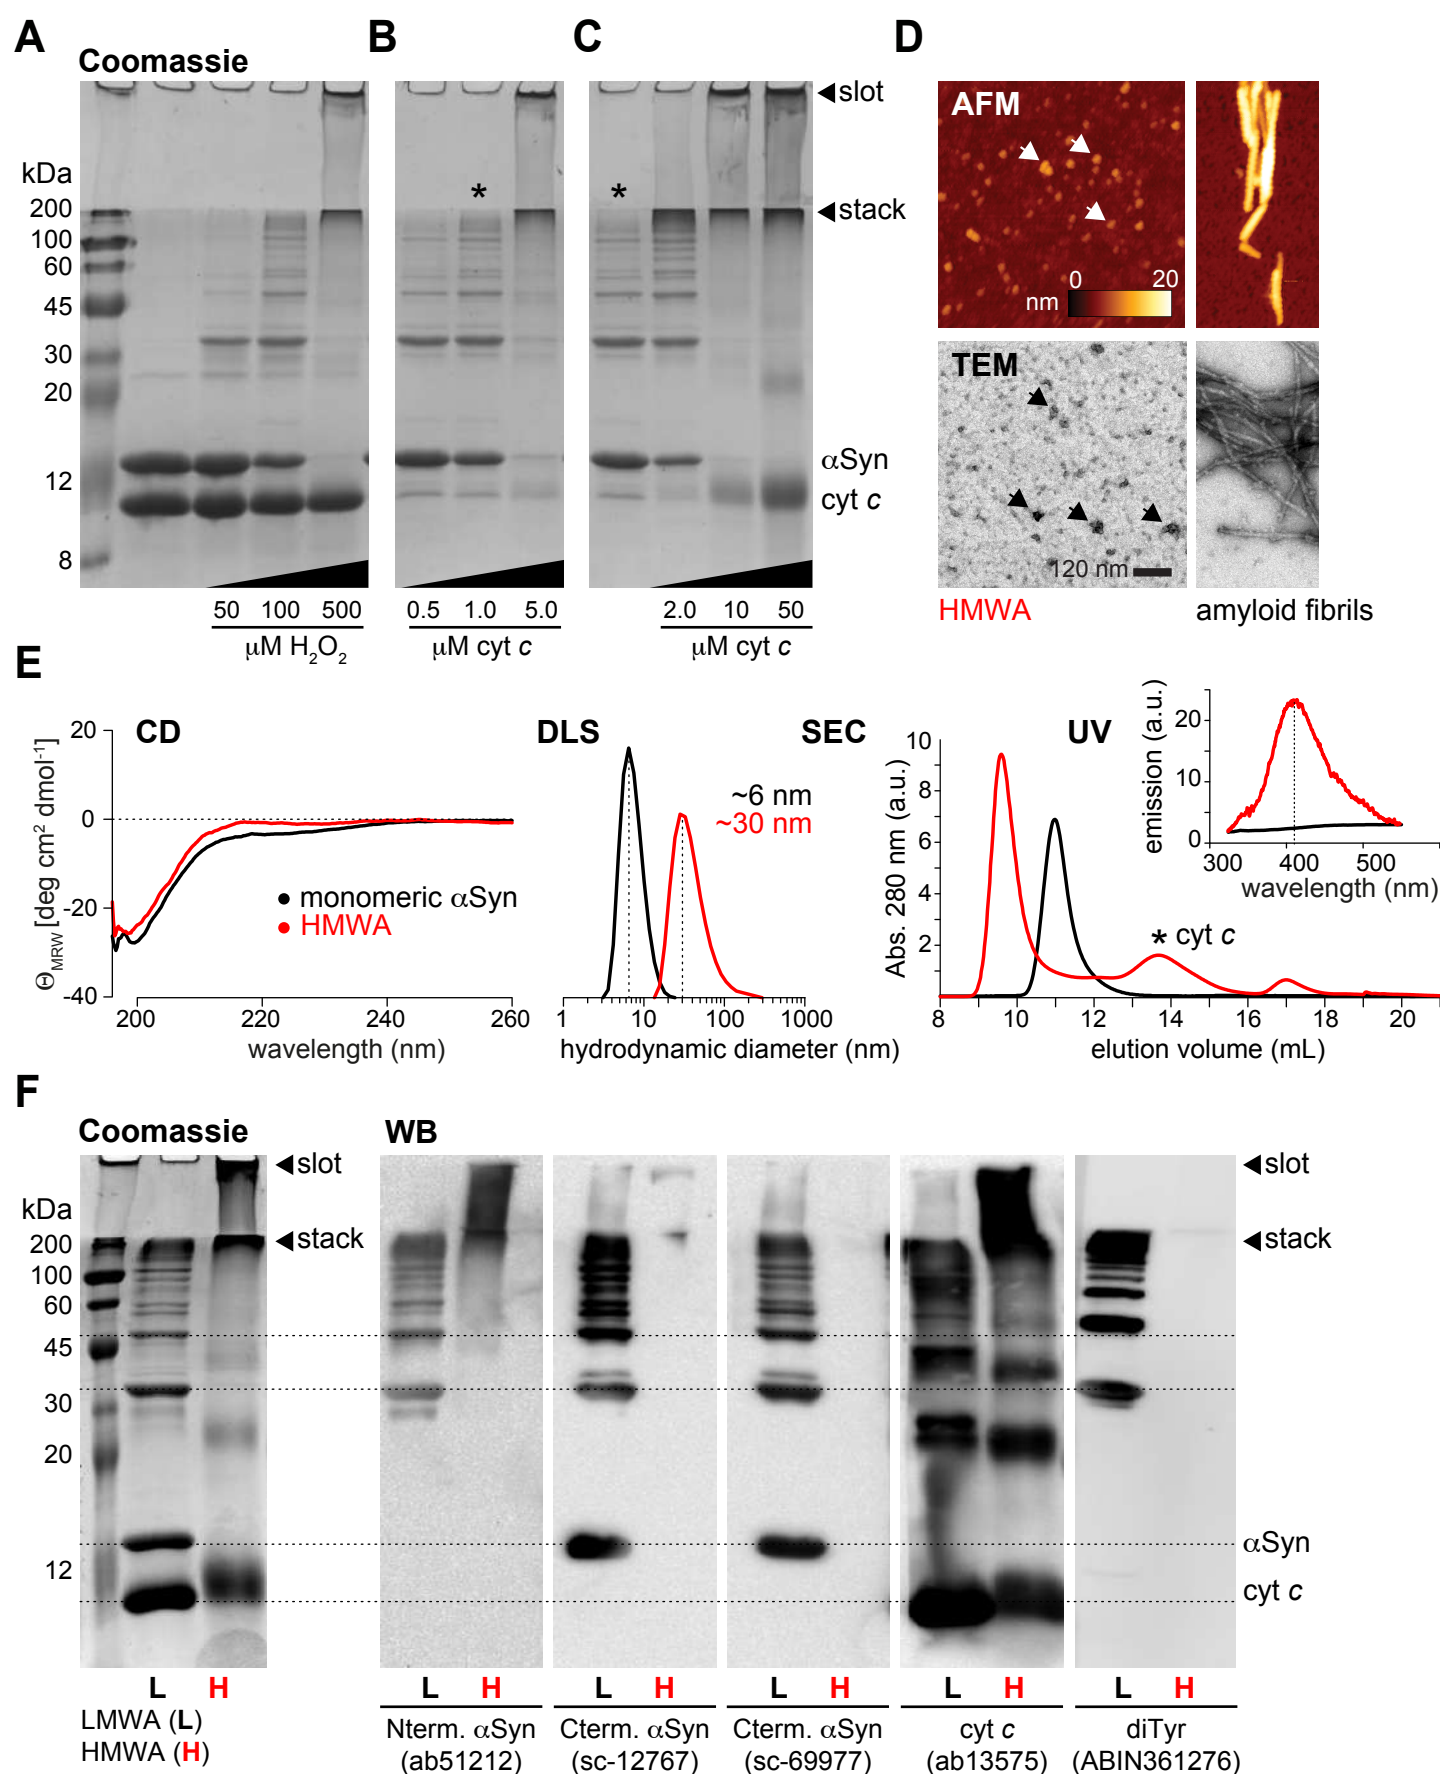 A
B
C
D
Coomassie
slot
stack
kDa
200
100
60
45
30
20
12
8
*
*
αSyn
cyt c
50 100 500
μM H₂O₂
0.5 1.0 5.0
μM cyt c
2.0 10 50
μM cyt c
AFM
0 20
nm
TEM
120 nm
HMWA
amyloid fibrils
E
CD
20
0
-20
-40
ΘMRW [deg cm² dmol⁻¹]
monomeric αSyn
HMWA
200 220 240 260
wavelength (nm)
DLS
~6 nm
~30 nm
1 10 100 1000
hydrodynamic diameter (nm)
SEC
UV
10
8
6
4
2
Abs. 280 nm (a.u.)
* cyt c
8 10 12 14 16 18 20
elution volume (mL)
emission (a.u.)
20
10
0
300 400 500
wavelength (nm)
F
Coomassie
WB
slot
stack
kDa
200
100
60
45
30
20
12
slot
stack
αSyn
cyt c
L H
LMWA (L)
HMWA (H)
L H
Nterm. αSyn
(ab51212)
L H
Cterm. αSyn
(sc-12767)
L H
Cterm. αSyn
(sc-69977)
L H
cyt c
(ab13575)
L H
diTyr
(ABIN361276)